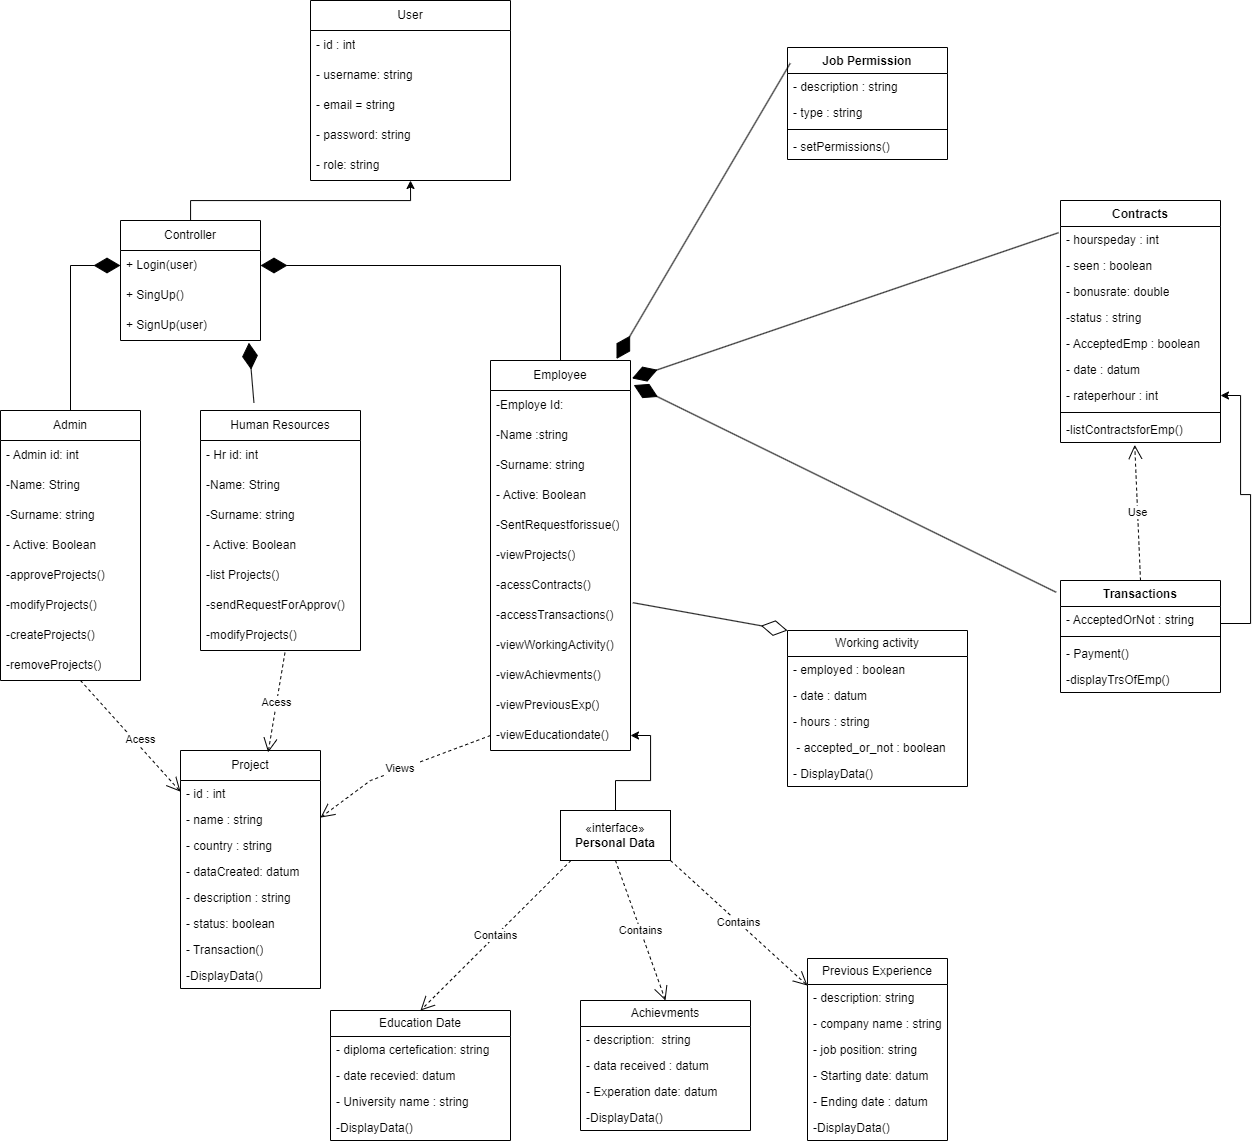 User
- id : int
- username: string
- email = string
- password: string
- role: string
Job Permission
- description : string
- type : string
- setPermissions()
Contracts
- hourspeday : int
- seen : boolean
- bonusrate: double
-status : string
- AcceptedEmp : boolean
- date : datum
- rateperhour : int
-listContractsforEmp()
Controller
+ Login(user)
+ SingUp()
+ SignUp(user)
Employee
-Employe Id:
-Name :string
-Surname: string
- Active: Boolean
-SentRequestforissue()
-viewProjects()
-acessContracts()
-accessTransactions()
-viewWorkingActivity()
-viewAchievments()
-viewPreviousExp()
-viewEducationdate()
Admin
- Admin id: int
-Name: String
-Surname: string
- Active: Boolean
-approveProjects()
-modifyProjects()
-createProjects()
-removeProjects()
Human Resources
- Hr id: int
-Name: String
-Surname: string
- Active: Boolean
-list Projects()
-sendRequestForApprov()
-modifyProjects()
Use
Transactions
- AcceptedOrNot : string
- Payment()
-displayTrsOfEmp()
Working activity
- employed : boolean
- date : datum
- hours : string
- accepted_or_not : boolean
- DisplayData()
Acess
Acess
Views
Project
- id : int
- name : string
- country : string
- dataCreated: datum
- description : string
- status: boolean
- Transaction()
-DisplayData()
«interface»
Personal Data
Contains
Contains
Contains
Education Date
- diploma certefication: string
- date recevied: datum
- University name : string
-DisplayData()
Achievments
- description:  string
- data received : datum
- Experation date: datum
-DisplayData()
Previous Experience
- description: string
- company name : string
- job position: string
- Starting date: datum
- Ending date : datum
-DisplayData()